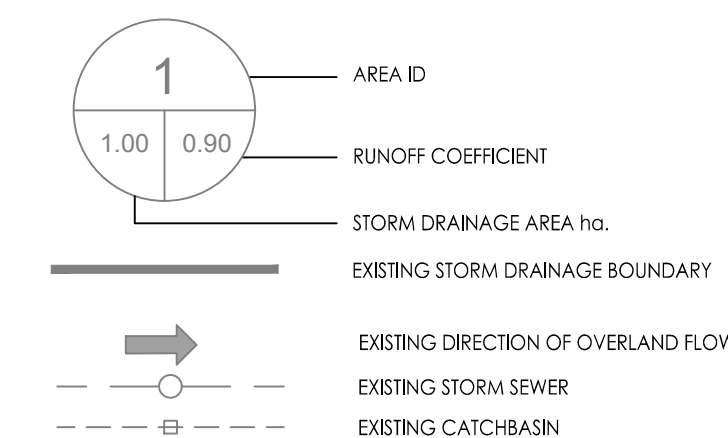 1
AREA ID
1.00 0.90
RUNOFF COEFFICIENT
STORM DRAINAGE AREA ha.
EXISTING STORM DRAINAGE BOUNDARY
EXISTING DIRECTION OF OVERLAND FLOW
EXISTING STORM SEWER
EXISTING CATCHBASIN